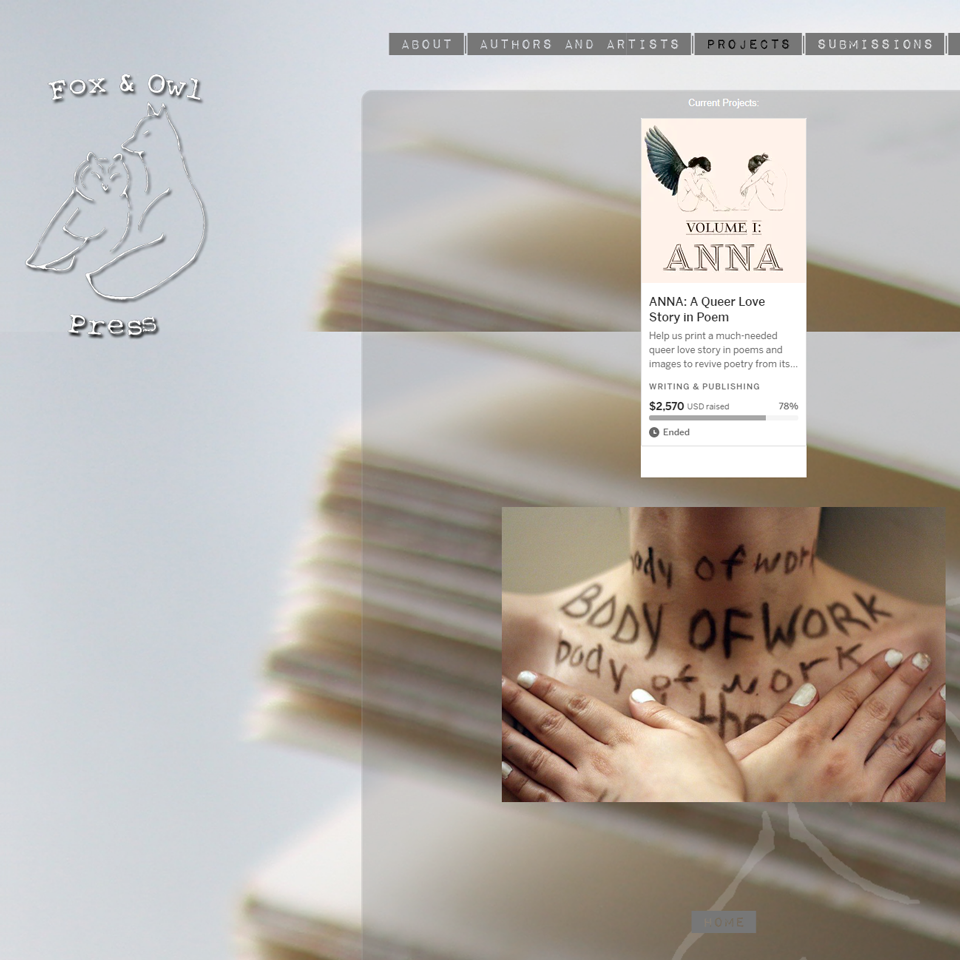 ABOUT
AUTHORS AND ARTISTS
PROJECTS
SUBMISSIONS
Fox & Owl
Press
Current Projects:
VOLUME I:
ANNA
ANNA: A Queer Love
Story in Poem
Help us print a much-needed
queer love story in poems and
images to revive poetry from its...
WRITING & PUBLISHING
$2,570 USD raised 78%
Ended
body of work
BODY OF WORK
body of work
the
HOME